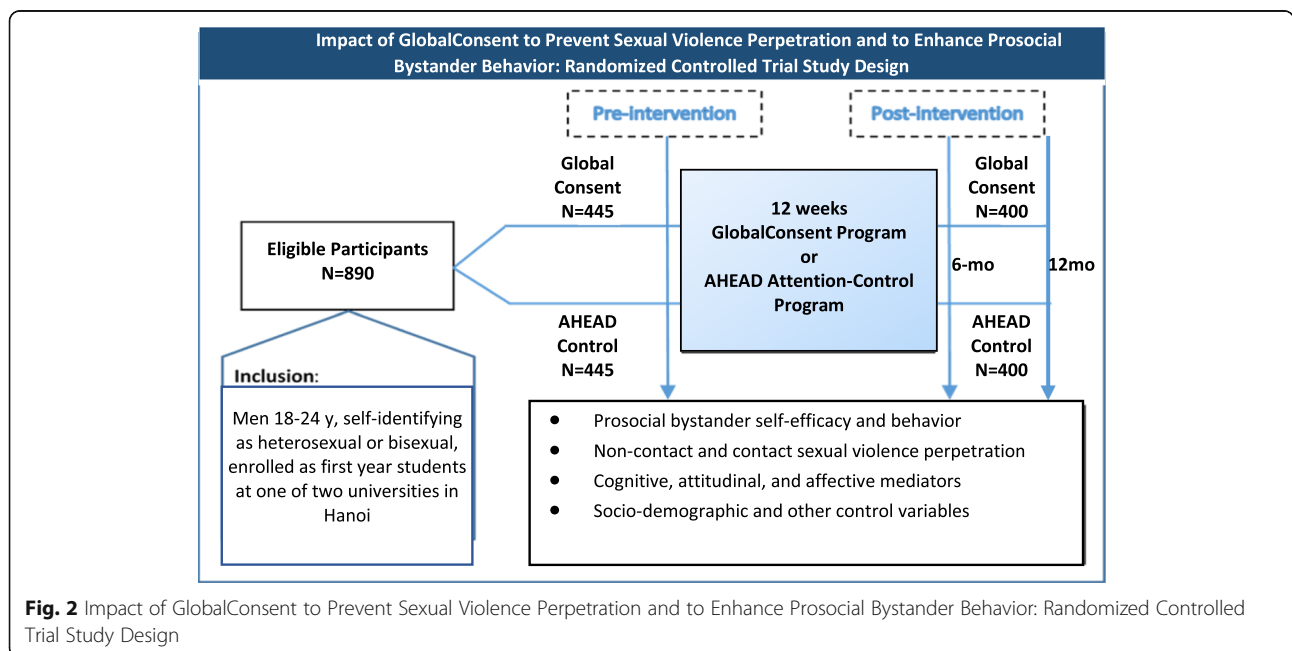 Impact of GlobalConsent to Prevent Sexual Violence Perpetration and to Enhance Prosocial
Bystander Behavior: Randomized Controlled Trial Study Design
Pre-intervention
Post-intervention
Global
Consent
N=445
Global
Consent
N=400
12 weeks
GlobalConsent Program
or
AHEAD Attention-Control
Program
Eligible Participants
N=890
6-mo
12mo
AHEAD
Control
N=445
AHEAD
Control
N=400
Inclusion:
Men 18-24 y, self-identifying
as heterosexual or bisexual,
enrolled as first year students
at one of two universities in
Hanoi
● Prosocial bystander self-efficacy and behavior
● Non-contact and contact sexual violence perpetration
● Cognitive, attitudinal, and affective mediators
● Socio-demographic and other control variables
Fig. 2 Impact of GlobalConsent to Prevent Sexual Violence Perpetration and to Enhance Prosocial Bystander Behavior: Randomized Controlled
Trial Study Design